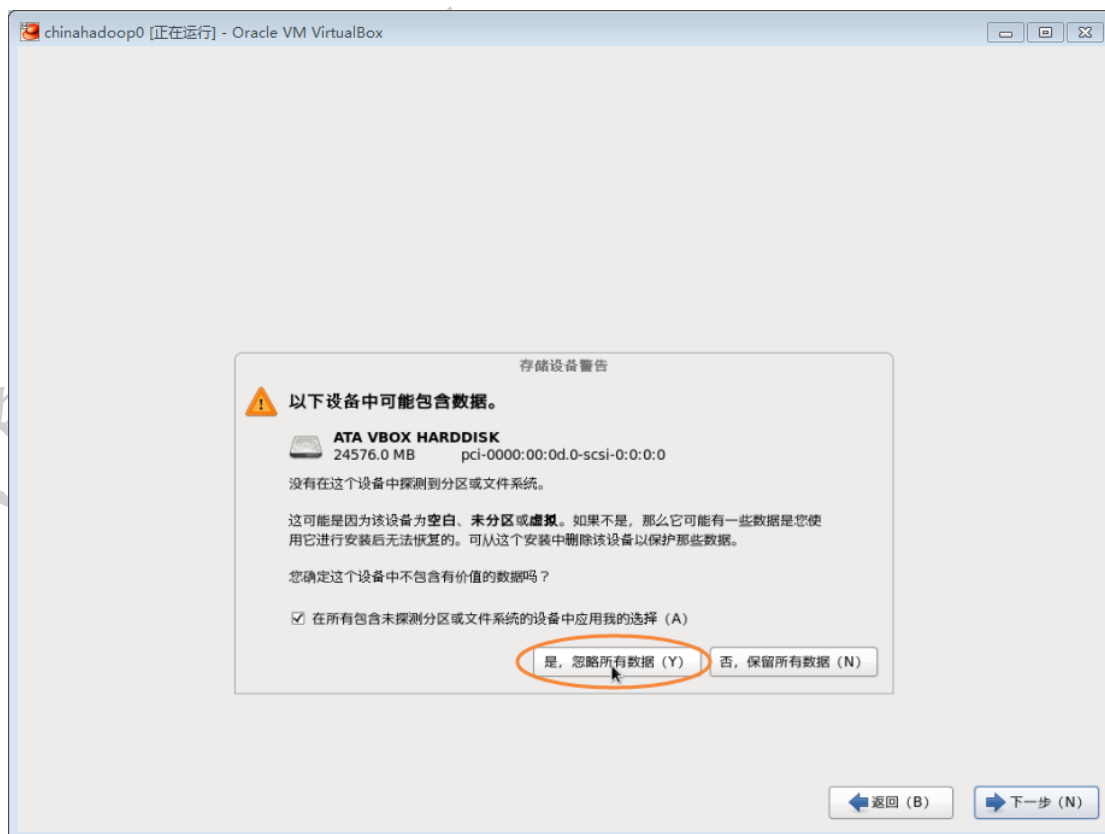 chinahadoop0 [正在运行] - Oracle VM VirtualBox
存储设备警告
以下设备中可能包含数据。
ATA VBOX HARDDISK
24576.0 MB pci-0000:00:0d.0-scsi-0:0:0:0
没有在这个设备中探测到分区或文件系统。
这可能是因为该设备为空白、未分区或虚拟。如果不是，那么它可能有一些数据是您使
用它进行安装后无法恢复的。可从这个安装中删除该设备以保护那些数据。
您确定这个设备中不包含有价值的数据吗？
在所有包含未探测分区或文件系统的设备中应用我的选择（A）
是，忽略所有数据（Y） 否，保留所有数据（N）
返回（B） 下一步（N）